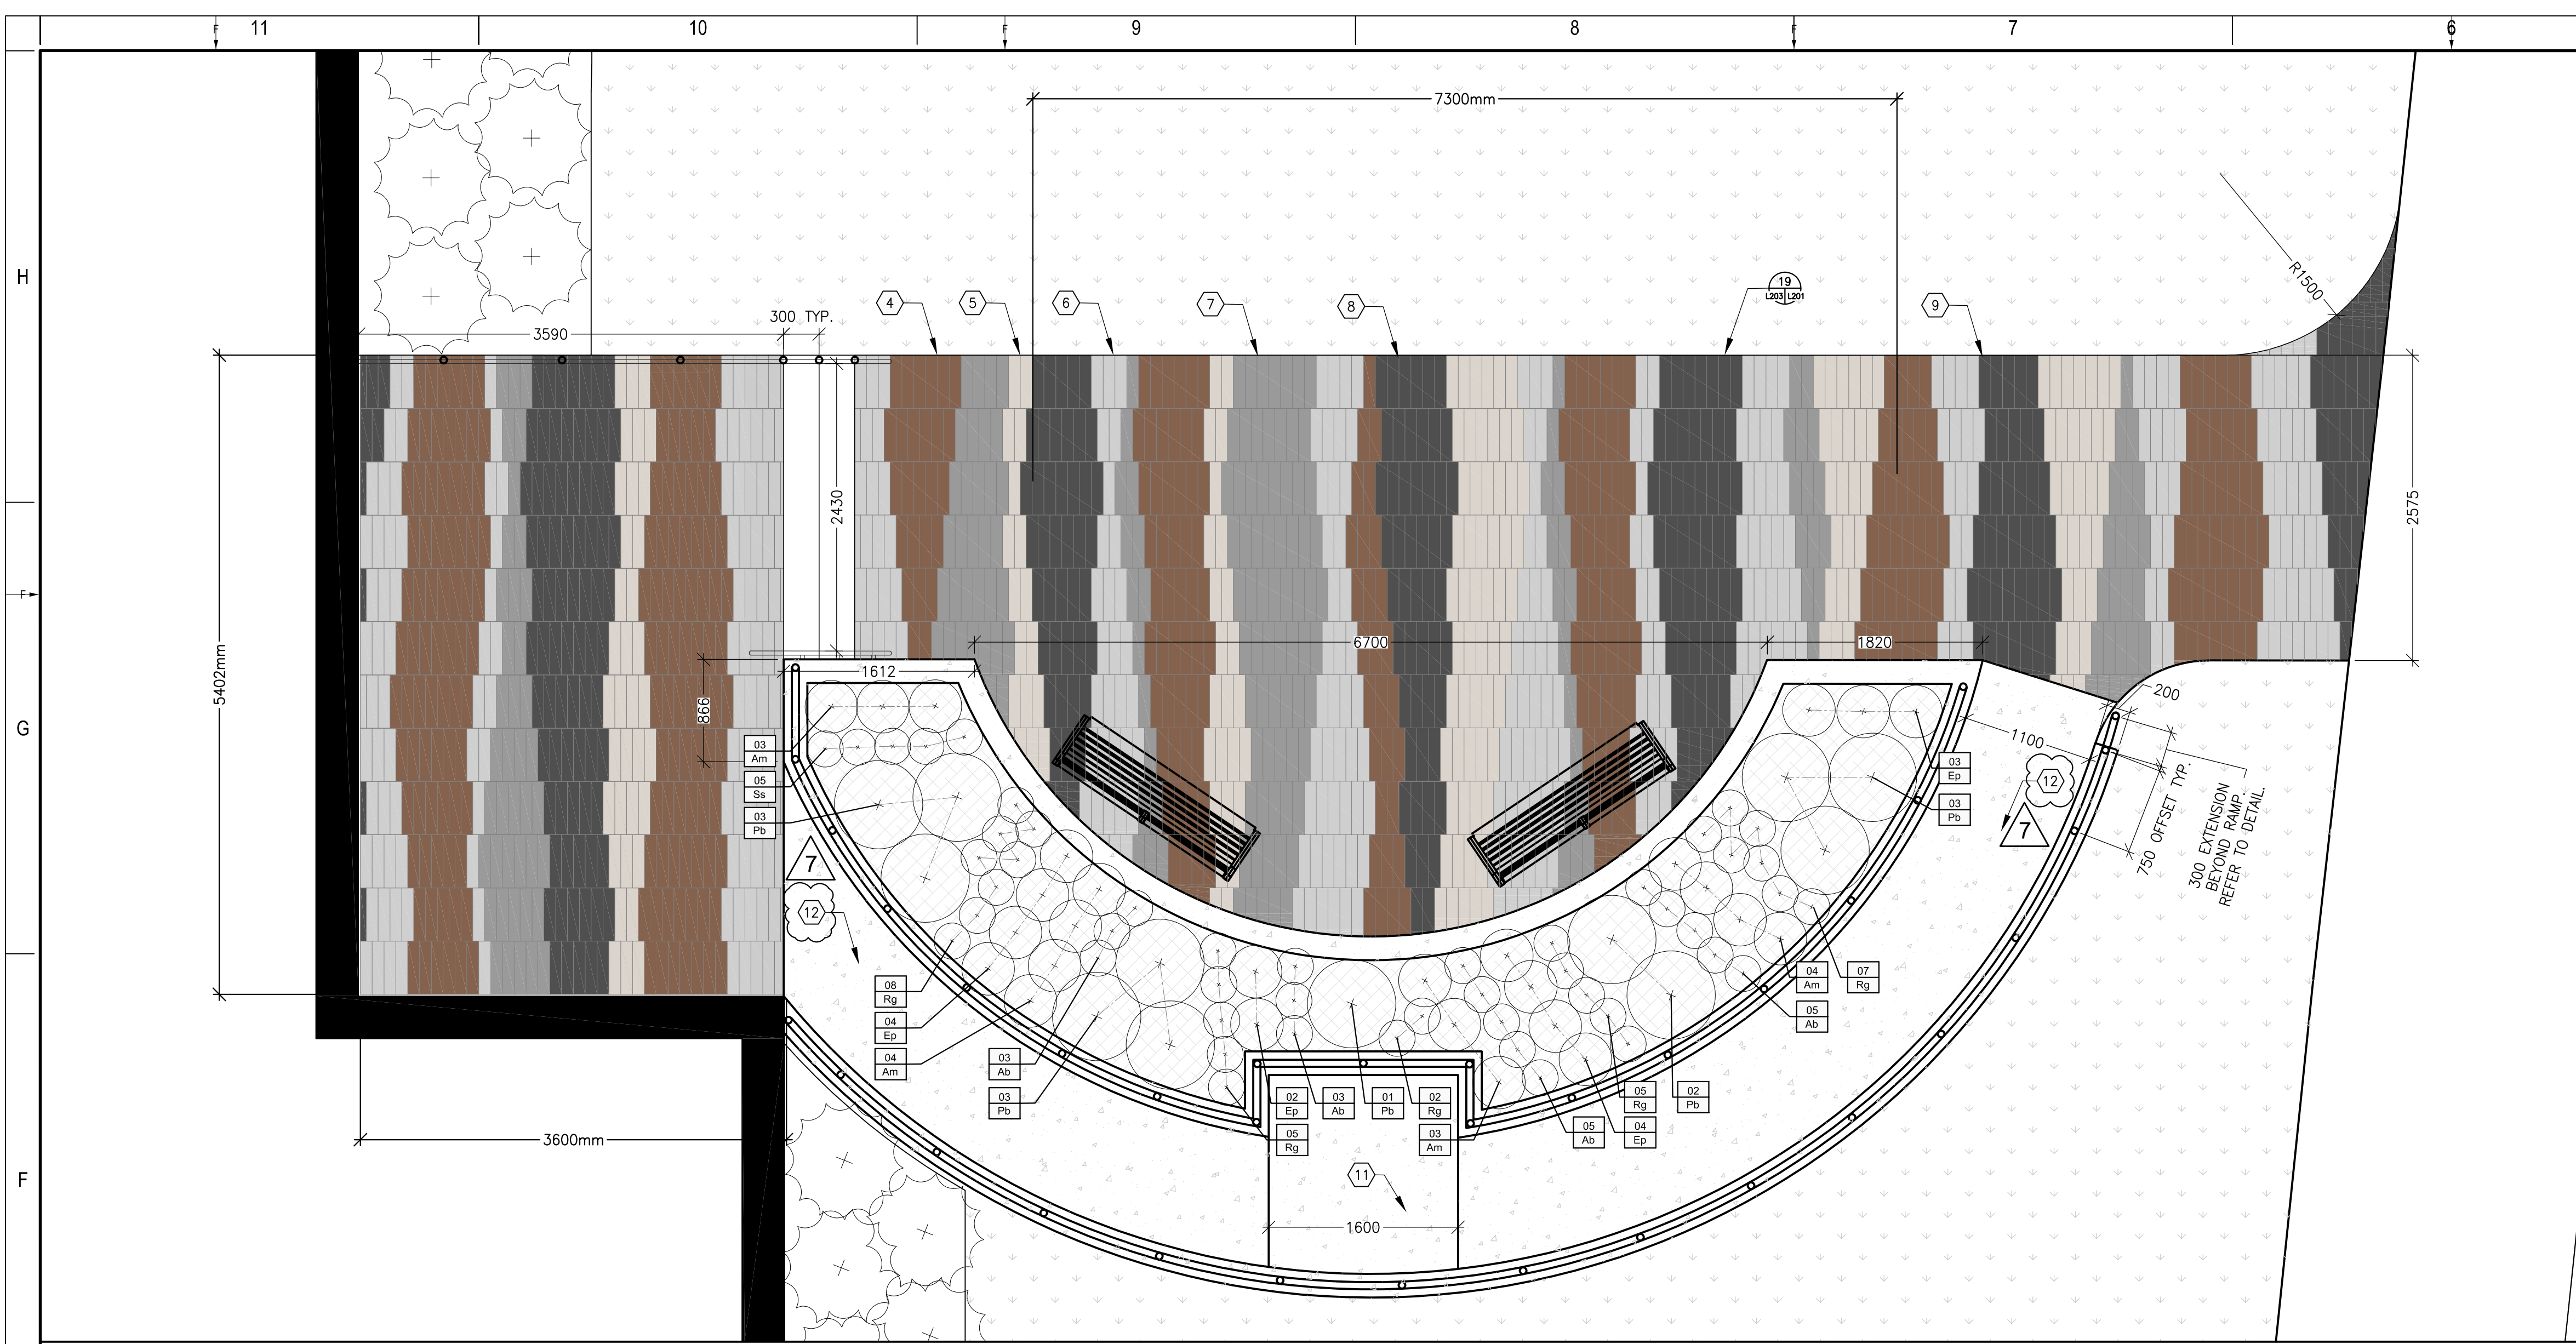 11
10
9
8
7
6
F
F
F
F
H
G
F
F
7300mm
R1500
4
5
6
7
8
19
L203 L201
9
300 TYP.
3590
2430
5402mm
2575
6700
1820
1612
866
200
1100
12
7
750 OFFSET TYP.
300 EXTENSION
BEYOND RAMP.
REFER TO DETAIL.
03
Am
05
Ss
03
Pb
7
12
03
Ep
03
Pb
08
Rg
04
Ep
04
Am
03
Ab
03
Pb
04
Am
07
Rg
05
Ab
02
Ep
03
Ab
01
Pb
02
Rg
05
Rg
03
Am
05
Ab
05
Rg
04
Ep
02
Pb
3600mm
11
1600